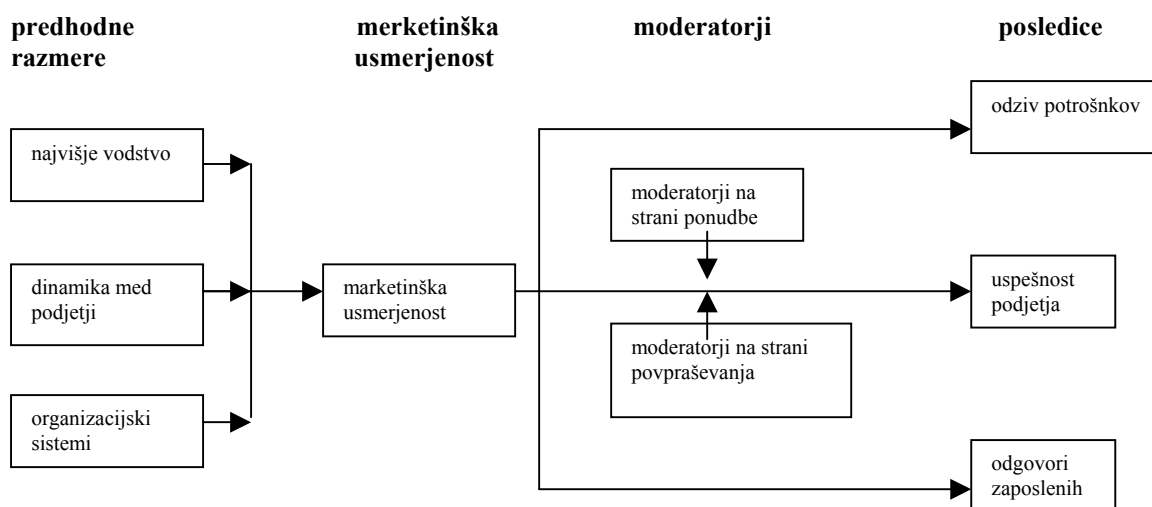 predhodne
razmere
merketinška
usmerjenost
moderatorji
posledice
odziv potrošnkov
najvišje vodstvo
moderatorji na
strani ponudbe
dinamika med
podjetji
marketinška
usmerjenost
uspešnost
podjetja
moderatorji na strani
povpraševanja
organizacijski
sistemi
odgovori
zaposlenih